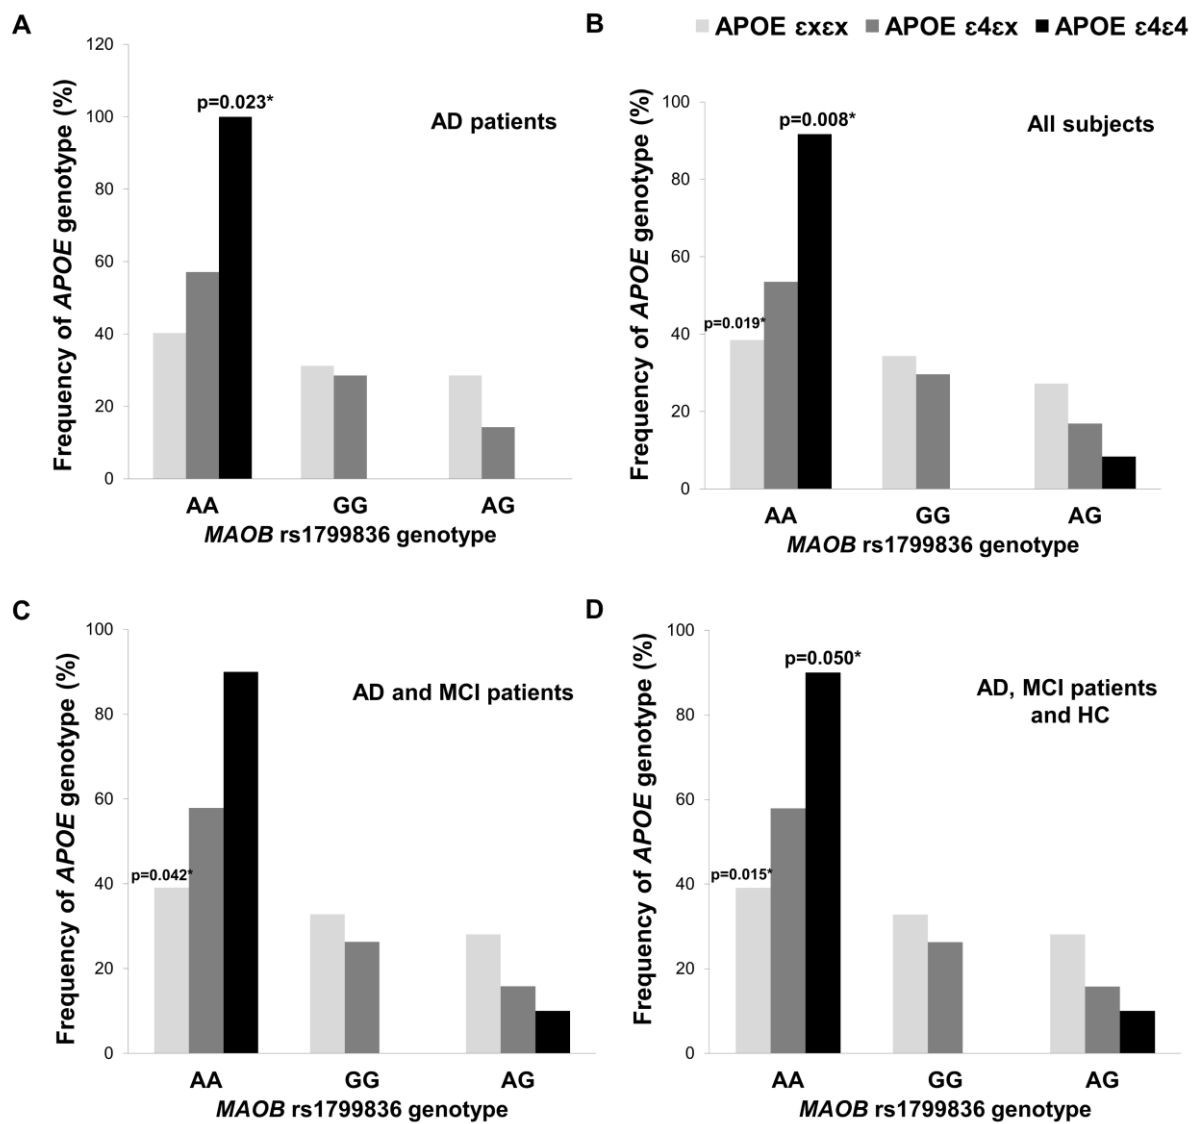 A
Frequency of APOE genotype (%)
120
100
80
60
40
20
0
p=0.023*
AD patients
AA GG AG
MAOB rs1799836 genotype
B
APOE εxεx APOE ε4εx APOE ε4ε4
Frequency of APOE genotype (%)
100
80
60
40
20
0
p=0.008*
p=0.019*
All subjects
AA GG AG
MAOB rs1799836 genotype
C
Frequency of APOE genotype (%)
100
80
60
40
20
0
p=0.042*
AD and MCI patients
AA GG AG
MAOB rs1799836 genotype
D
Frequency of APOE genotype (%)
100
80
60
40
20
0
p=0.050*
p=0.015*
AD, MCI patients
and HC
AA GG AG
MAOB rs1799836 genotype